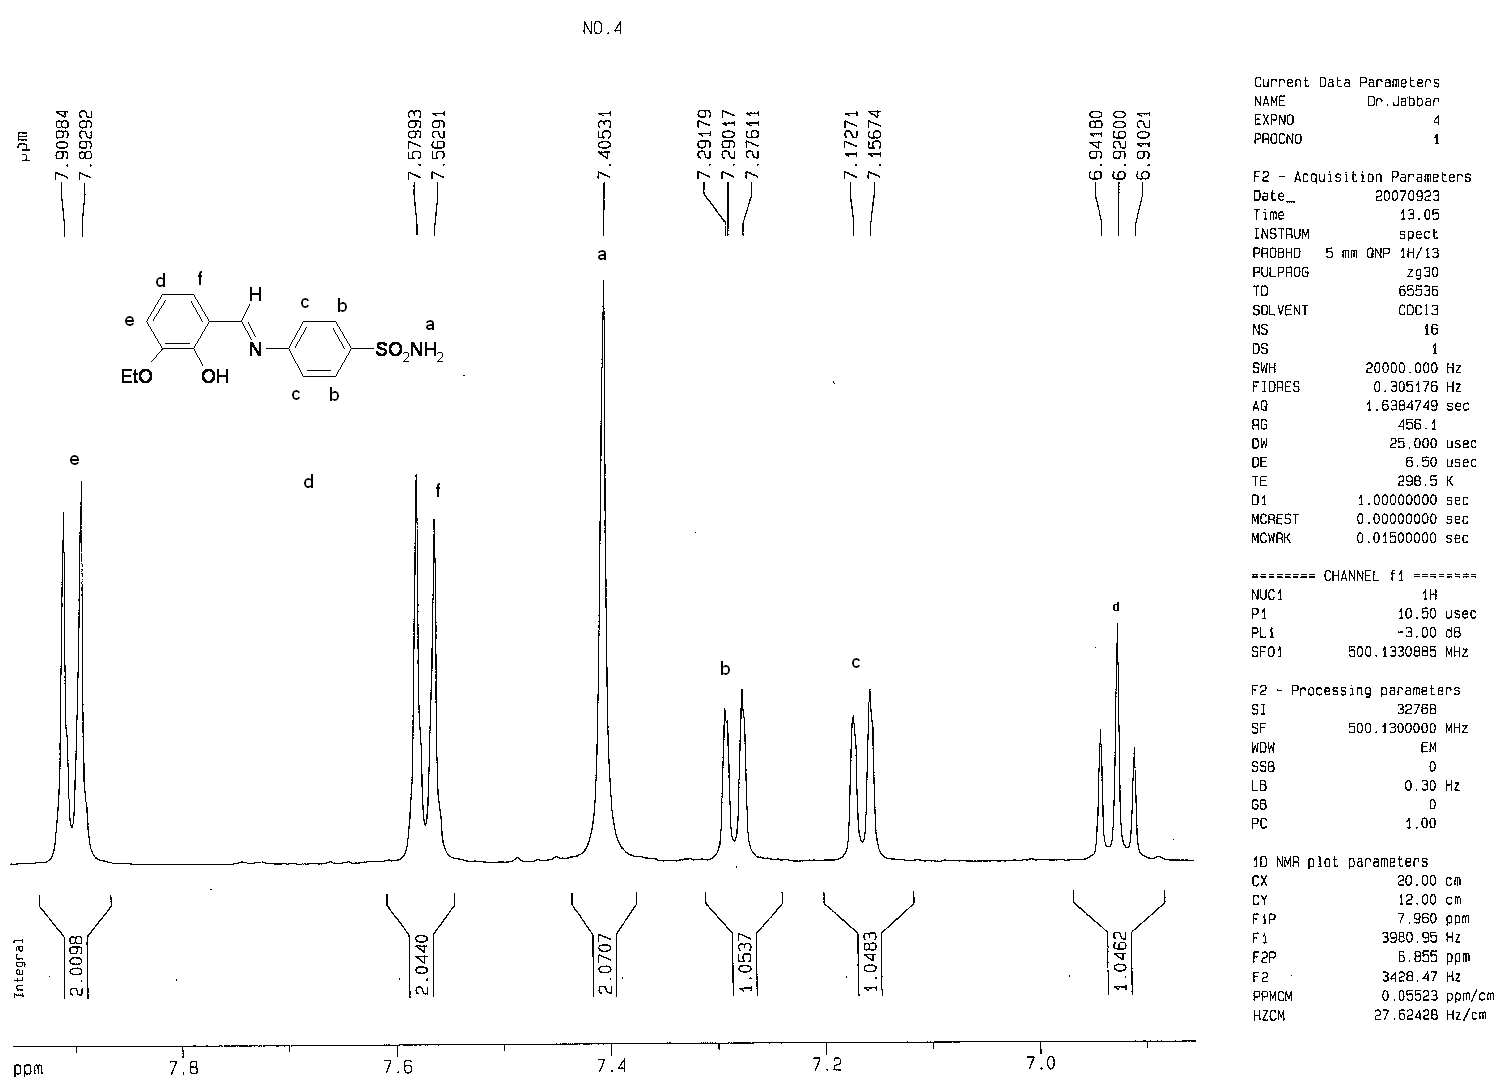 NO.4
ppm
7.90984
7.89292
7.57993
7.56291
7.40531
7.29179
7.29017
7.27611
7.17271
7.15674
6.94180
6.92600
6.91021
a
d f H
e c b a
N SO2NH2
EtO OH
c b
e
d
f
b
c
d
Integral
2.0098
2.0440
2.0707
1.0537
1.0483
1.0462
ppm 7.8 7.6 7.4 7.2 7.0
Current Data Parameters
NAME Dr.Jabbar
EXPNO 4
PROCNO 1
F2 - Acquisition Parameters
Date_ 20070923
Time 13.05
INSTRUM spect
PROBHD 5 mm QNP 1H/13
PULPROG zg30
TD 65536
SOLVENT CDCl3
NS 16
DS 1
SWH 20000.000 Hz
FIDRES 0.305176 Hz
AQ 1.6384749 sec
RG 456.1
DW 25.000 usec
DE 6.50 usec
TE 298.5 K
D1 1.00000000 sec
MCREST 0.00000000 sec
MCWRK 0.01500000 sec
======== CHANNEL f1 ========
NUC1 1H
P1 10.50 usec
PL1 -3.00 dB
SFO1 500.1330885 MHz
F2 - Processing parameters
SI 32768
SF 500.1300000 MHz
WDW EM
SSB 0
LB 0.30 Hz
GB 0
PC 1.00
1D NMR plot parameters
CX 20.00 cm
CY 12.00 cm
F1P 7.960 ppm
F1 3980.95 Hz
F2P 6.855 ppm
F2 3428.47 Hz
PPMCM 0.05523 ppm/cm
HZCM 27.62428 Hz/cm